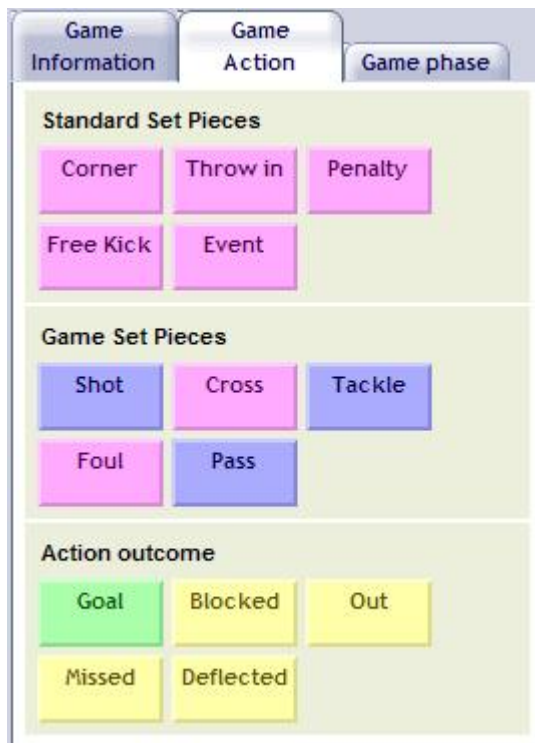 Game Information
Game Action
Game phase
Standard Set Pieces
Corner Throw in Penalty
Free Kick Event
Game Set Pieces
Shot Cross Tackle
Foul Pass
Action outcome
Goal Blocked Out
Missed Deflected